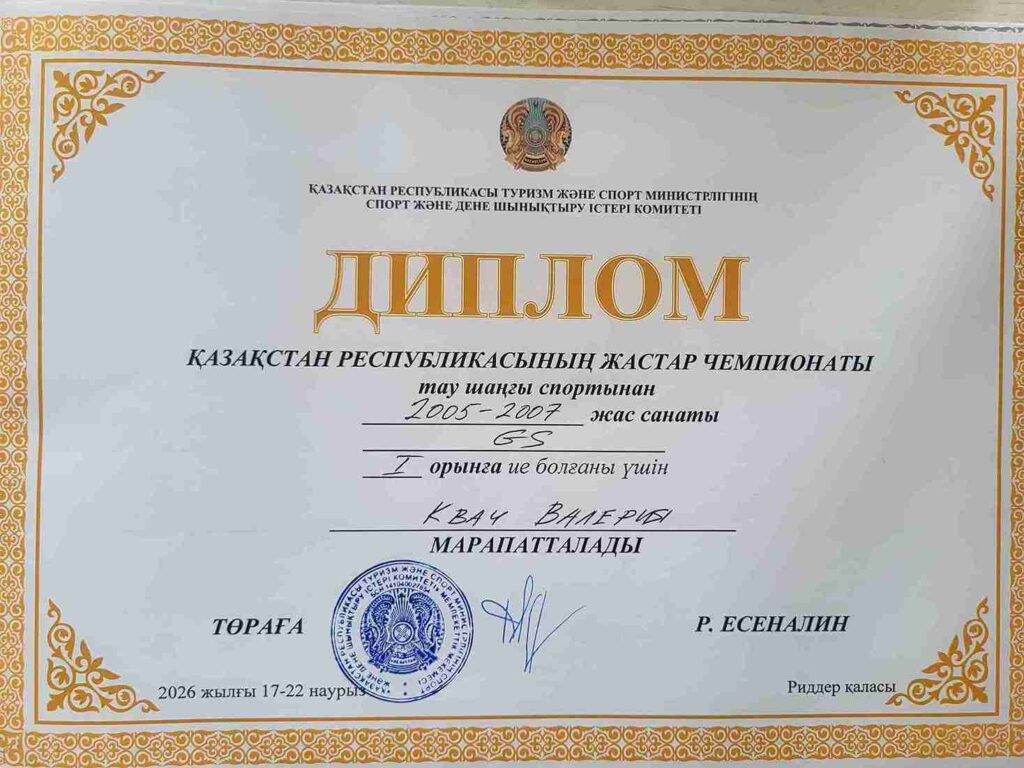 ҚАЗАҚСТАН РЕСПУБЛИКАСЫ ТУРИЗМ ЖӘНЕ СПОРТ МИНИСТРЛІГІНІҢ
СПОРТ ЖӘНЕ ДЕНЕ ШЫНЫҚТЫРУ ІСТЕРІ КОМИТЕТІ
ДИПЛОМ
ҚАЗАҚСТАН РЕСПУБЛИКАСЫНЫҢ ЖАСТАР ЧЕМПИОНАТЫ
тау шаңғы спортынан
2005-2007 жас санаты
GS
I орынға ие болғаны үшін
Квач Валерия
МАРАПАТТАЛАДЫ
ТӨРАҒА
Р. ЕСЕНАЛИН
2026 жылғы 17-22 наурыз
Риддер қаласы